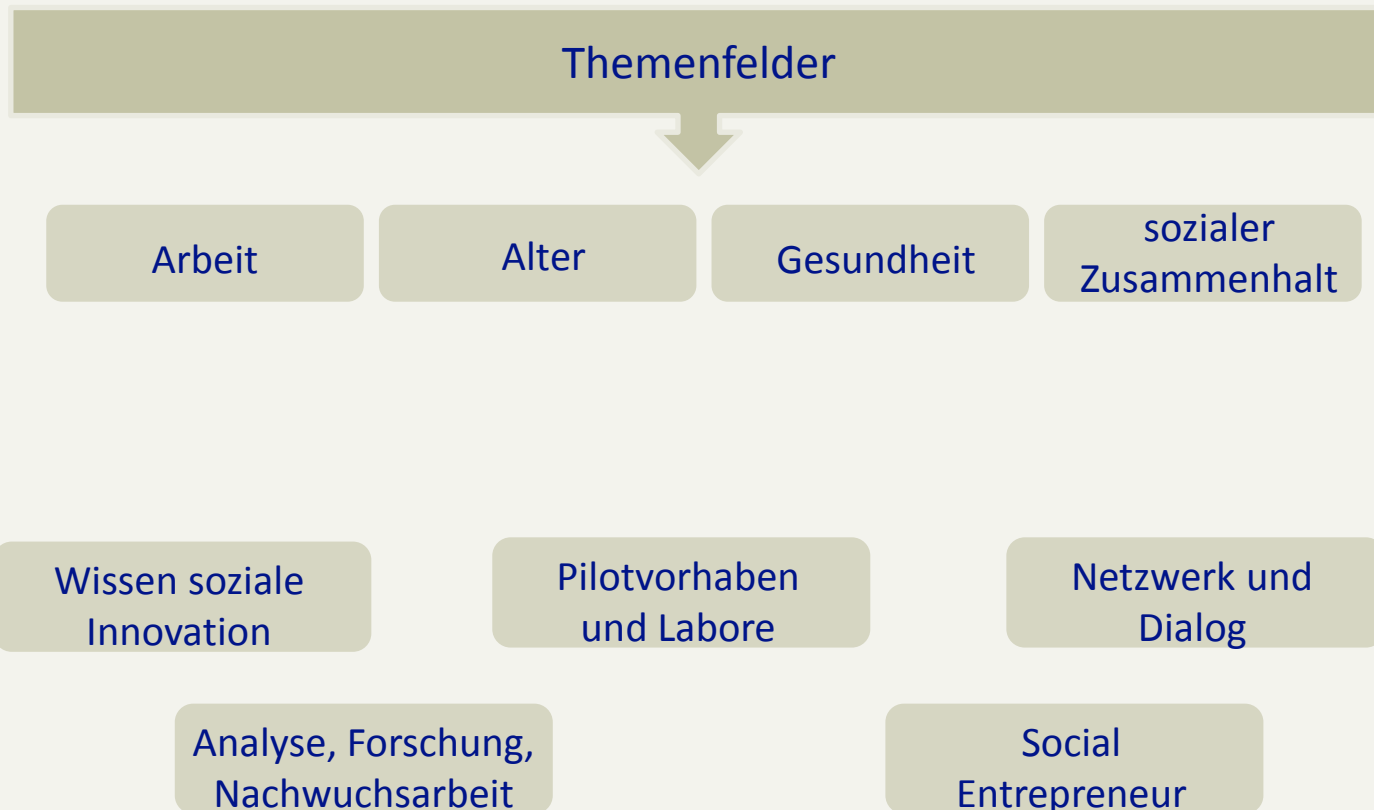 Themenfelder
Arbeit
Alter
Gesundheit
sozialer
Zusammenhalt
Wissen soziale
Innovation
Pilotvorhaben
und Labore
Netzwerk und
Dialog
Analyse, Forschung,
Nachwuchsarbeit
Social
Entrepreneur